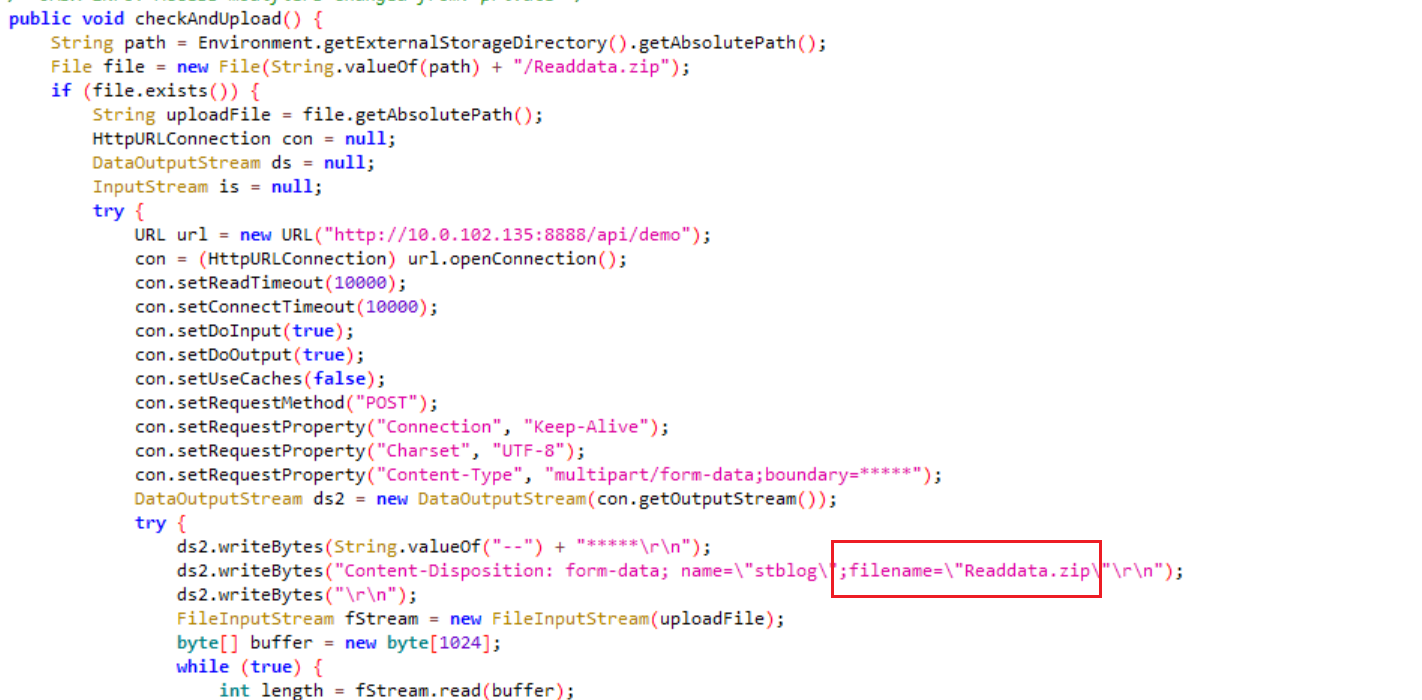 public void checkAndUpload() {
String path = Environment.getExternalStorageDirectory().getAbsolutePath();
File file = new File(String.valueOf(path) + "/Readdata.zip");
if (file.exists()) {
String uploadFile = file.getAbsolutePath();
HttpURLConnection con = null;
DataOutputStream ds = null;
InputStream is = null;
try {
URL url = new URL("http://10.0.102.135:8888/api/demo");
con = (HttpURLConnection) url.openConnection();
con.setReadTimeout(10000);
con.setConnectTimeout(10000);
con.setDoInput(true);
con.setDoOutput(true);
con.setUseCaches(false);
con.setRequestMethod("POST");
con.setRequestProperty("Connection", "Keep-Alive");
con.setRequestProperty("Charset", "UTF-8");
con.setRequestProperty("Content-Type", "multipart/form-data;boundary=*****");
DataOutputStream ds2 = new DataOutputStream(con.getOutputStream());
try {
ds2.writeBytes(String.valueOf("--") + "*****\r\n");
ds2.writeBytes("Content-Disposition: form-data; name=\"stblog\";filename=\"Readdata.zip\"\r\n");
ds2.writeBytes("\r\n");
FileInputStream fStream = new FileInputStream(uploadFile);
byte[] buffer = new byte[1024];
while (true) {
int length = fStream.read(buffer);